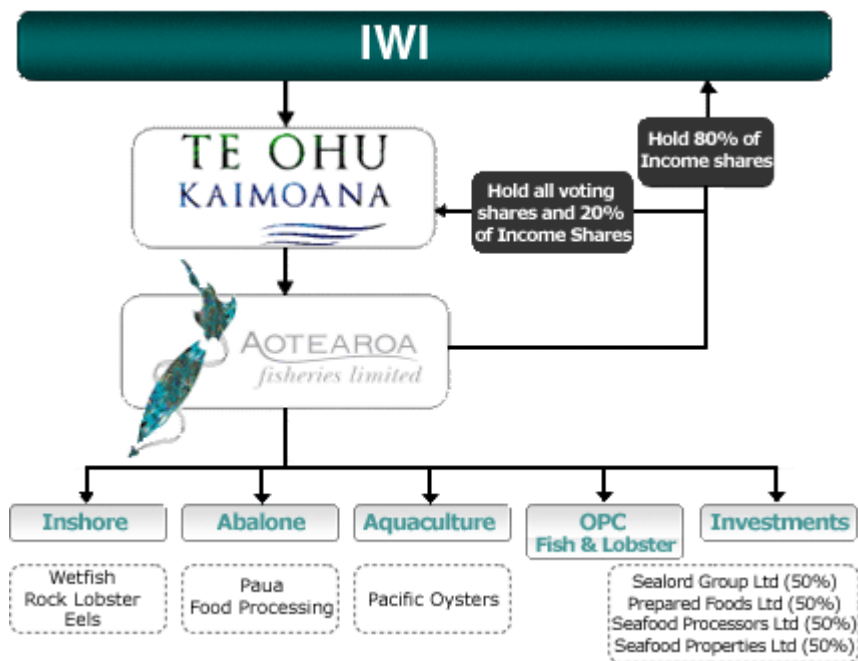 IWI
TE OHU
KAIMOANA
Hold 80% of
Income shares
Hold all voting
shares and 20%
of Income Shares
AOTEAROA
fisheries limited
Inshore
Abalone
Aquaculture
OPC
Fish & Lobster
Investments
Wetfish
Rock Lobster
Eels
Paua
Food Processing
Pacific Oysters
Sealord Group Ltd (50%)
Prepared Foods Ltd (50%)
Seafood Processors Ltd (50%)
Seafood Properties Ltd (50%)